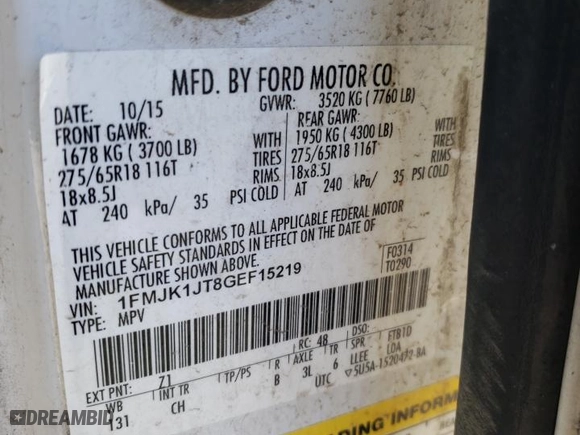 MFD. BY FORD MOTOR CO.
DATE: 10/15 GVWR: 3520 KG ( 7760 LB)
FRONT GAWR: REAR GAWR:
1678 KG ( 3700 LB) WITH 1950 KG ( 4300 LB) WITH
275/65R18 116T TIRES 275/65R18 116T TIRES
18x8.5J RIMS 18x8.5J RIMS
AT 240 kPa/ 35 PSI COLD AT 240 kPa/ 35 PSI COLD
THIS VEHICLE CONFORMS TO ALL APPLICABLE FEDERAL MOTOR
VEHICLE SAFETY STANDARDS IN EFFECT ON THE DATE OF
MANUFACTURE SHOWN ABOVE.
VIN: 1FMJK1JT8GEF15219 F0314
TYPE: MPV T0290
EXT PNT: Z1 RC: 48 DSO:
WB INT TR TP/PS R AXLE TR SPR FTB1D
131 CH 8 3L 6 LLEE LDA
UTC
DREAMBID